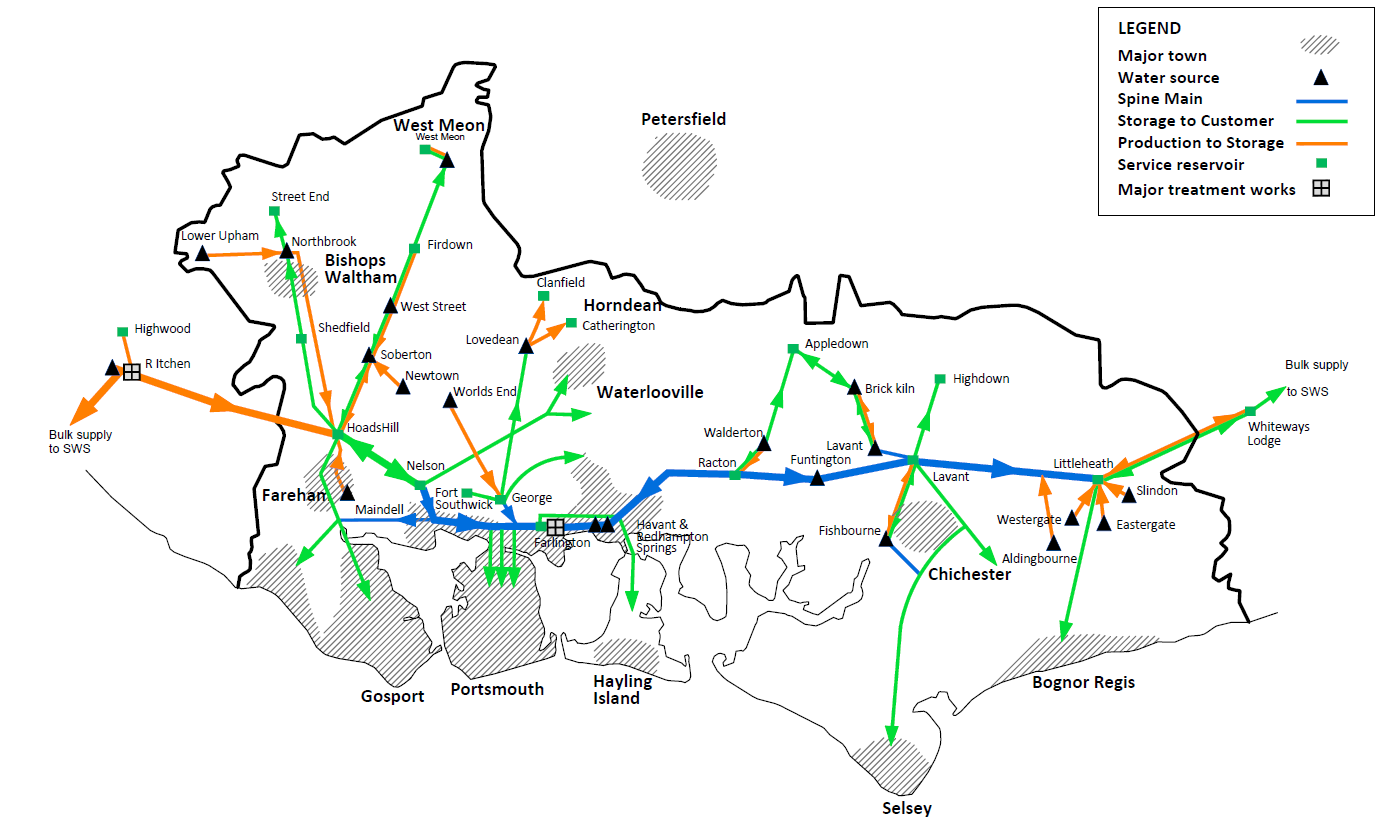 LEGEND
Major town
Water source
Spine Main
Storage to Customer
Production to Storage
Service reservoir
Major treatment works
Petersfield
West Meon
West Meon
Street End
Lower Upham
Northbrook
Bishops
Waltham
Firdown
Clanfield
Horndean
Catherington
West Street
Highwood
Shedfield
Lovedean
Soberton
R Itchen
Newtown
Worlds End
Waterlooville
Appledown
Highdown
Brick kiln
Bulk supply
to SWS
Bulk supply
to SWS
HoadsHill
Walderton
Lavant
Funtington
Whiteways
Lodge
Nelson
Racton
Littleheath
Lavant
Fareham
Fort
Southwick
George
Slindon
Maindell
Westergate
Eastergate
Havant &
Bedhampton
Springs
Farlington
Fishbourne
Aldingbourne
Chichester
Gosport
Portsmouth
Hayling
Island
Bognor Regis
Selsey